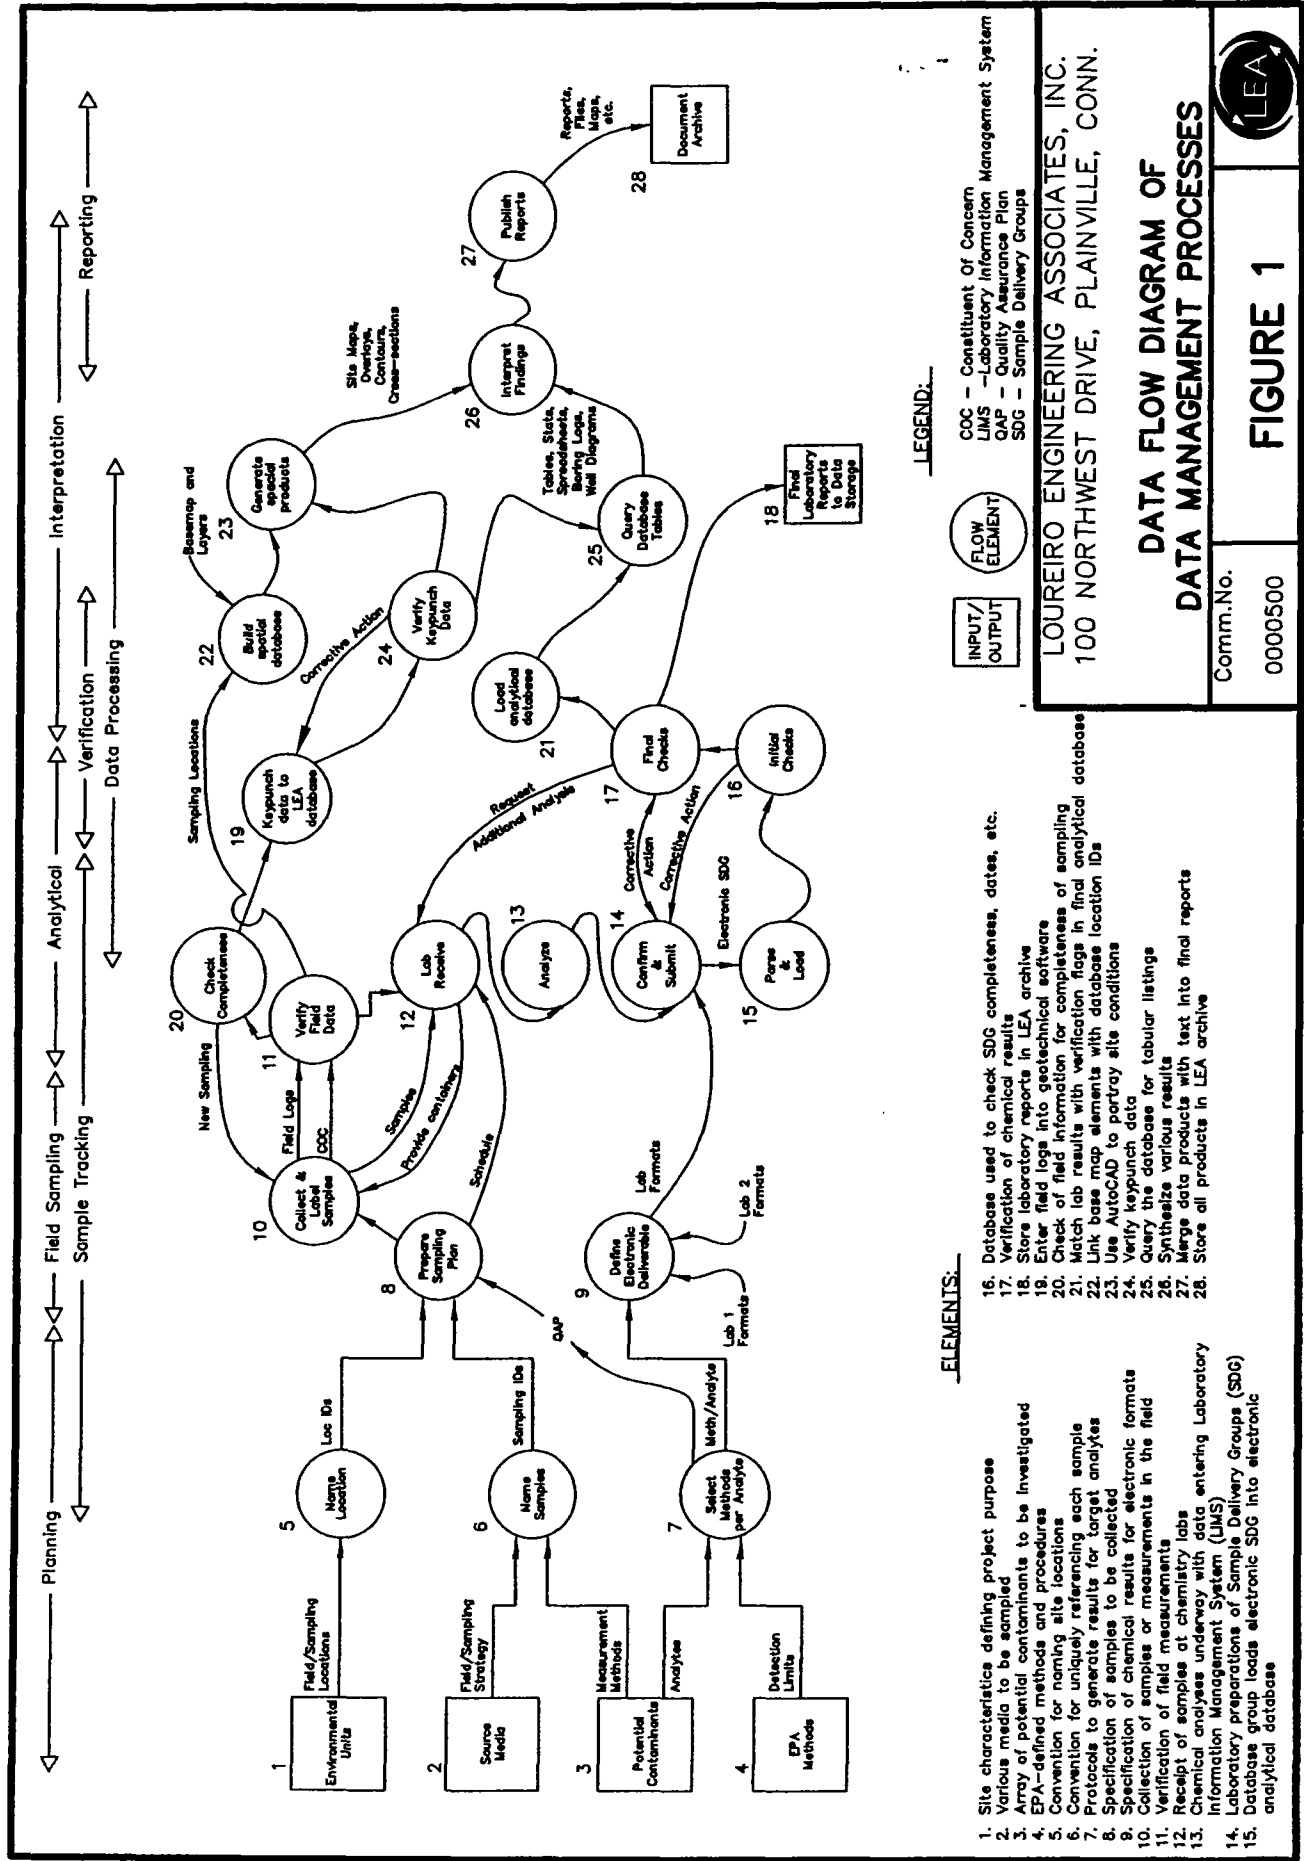 Planning
Field Sampling
Analytical
Interpretation
Reporting
Sample Tracking
Verification
Data Processing
1
Environmental
Units
Field/Sampling
Locations
5
Name
Location
Loc IDs
2
Source
Media
Field/Sampling
Strategy
6
Name
Samples
Sampling IDs
3
Potential
Contaminants
Measurement
Methods
Analytes
4
EPA
Methods
Detection
Limits
7
Select
Methods
per Analyte
Meth/Analyte
QAP
8
Prepare
Sampling
Plan
Schedule
9
Define
Electronic
Deliverable
Lab 1
Formats
Lab 2
Formats
Lab
Formats
10
Collect &
Label
Samples
Field Logs
COC
Samples
Provide containers
New Sampling
11
Verify
Field
Data
20
Check
Completeness
12
Lab
Receive
13
Analyze
14
Confirm
&
Submit
Electronic SDG
15
Parse
&
Load
16
Initial
Checks
Corrective Action
17
Final
Checks
Corrective
Action
Request
Additional Analysis
18
Final
Laboratory
Reports
to Data
Storage
19
Keypunch
data to
LEA
database
Sampling Locations
Corrective Action
21
Load
analytical
database
22
Build
spatial
database
Basemap and
Layers
23
Generate
special
products
24
Verify
Keypunch
Data
25
Query
Database
Tables
Site Maps,
Overlays,
Contours,
Cross-sections
Tables, Stats,
Spreadsheets,
Boring Logs,
Well Diagrams
26
Interpret
Findings
27
Publish
Reports
Reports,
Files,
Maps,
etc.
28
Document
Archive
ELEMENTS:
1. Site characteristics defining project purpose
2. Various media to be sampled
3. Array of potential contaminants to be investigated
4. EPA-defined methods and procedures
5. Convention for naming site locations
6. Convention for uniquely referencing each sample
7. Protocols to generate results for target analytes
8. Specification of samples to be collected
9. Specification of chemical results for electronic formats
10. Collection of samples or measurements in the field
11. Verification of field measurements
12. Receipt of samples at chemistry labs
13. Chemical analyses underway with data entering Laboratory
Information Management System (LIMS)
14. Laboratory preparations of Sample Delivery Groups (SDG)
15. Database group loads electronic SDG into electronic
analytical database
16. Database used to check SDG completeness, dates, etc.
17. Verification of chemical results
18. Store laboratory reports in LEA archive
19. Enter field logs into geotechnical software
20. Check of field information for completeness of sampling
21. Match lab results with verification flags in final analytical database
22. Link base map elements with database location IDs
23. Use AutoCAD to portray site conditions
24. Verify keypunch data
25. Query the database for tabular listings
26. Synthesize various results
27. Merge data products with text into final reports
28. Store all products in LEA archive
LEGEND:
INPUT/
OUTPUT
FLOW
ELEMENT
COC - Constituent Of Concern
LIMS -Laboratory Information Management System
QAP - Quality Assurance Plan
SDG - Sample Delivery Groups
LOUREIRO ENGINEERING ASSOCIATES, INC.
100 NORTHWEST DRIVE, PLAINVILLE, CONN.
DATA FLOW DIAGRAM OF
DATA MANAGEMENT PROCESSES
Comm.No.
0000500
FIGURE 1
LEA